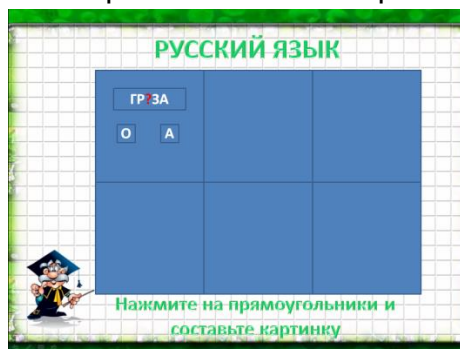 РУССКИЙ ЯЗЫК
ГР?ЗА
О А
Нажмите на прямоугольники и
составьте картинку